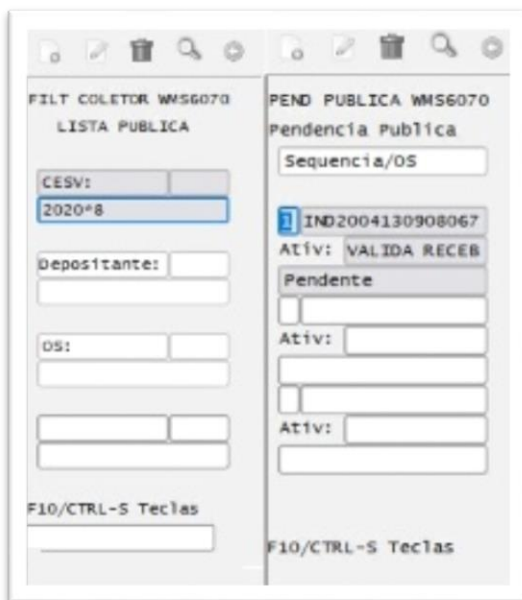 FILT COLETOR WMS6070
LISTA PUBLICA
CESV:
2020*8
Depositante:
OS:
F10/CTRL-S Teclas
PEND PUBLICA WMS6070
Pendencia Publica
Sequencia/OS
1 IND2004130908067
Ativ: VALIDA RECEB
Pendente
Ativ:
Ativ:
F10/CTRL-S Teclas